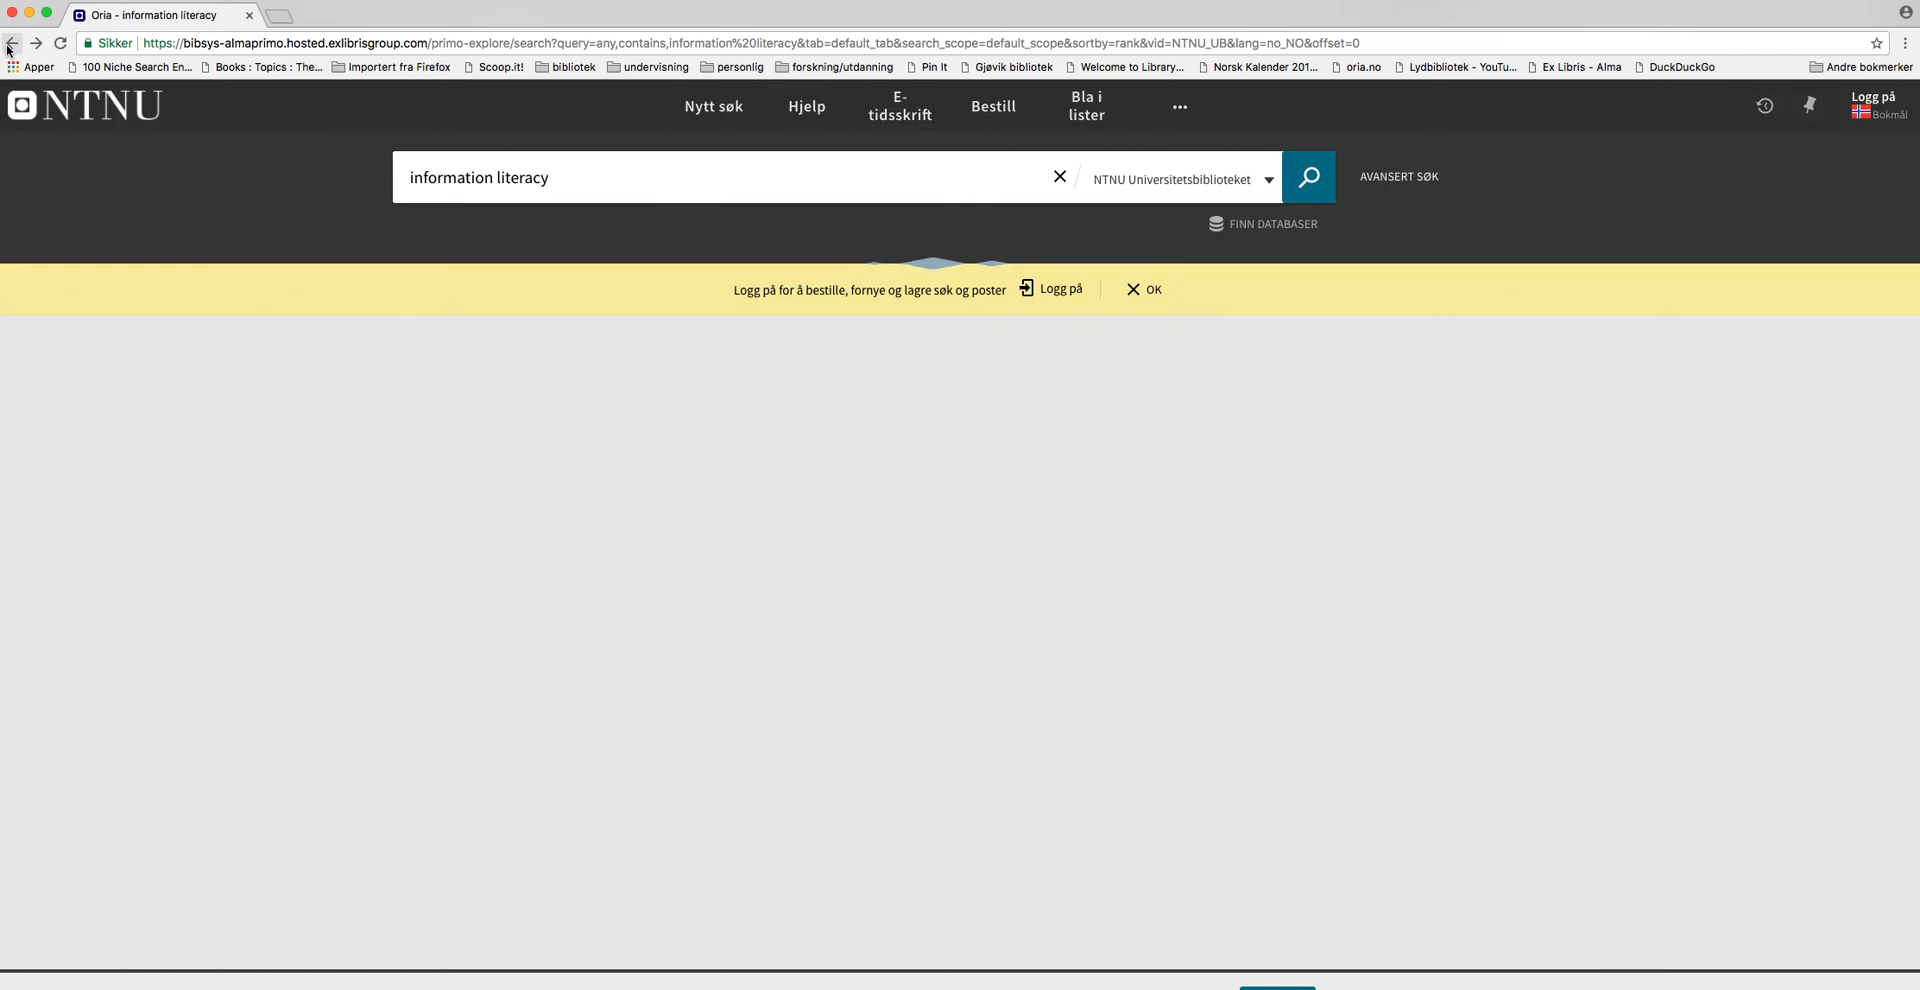 Oria - information literacy
Sikker https://bibsys-almaprimo.hosted.exlibrisgroup.com/primo-explore/search?query=any,contains,information%20literacy&tab=default_tab&search_scope=default_scope&sortby=rank&vid=NTNU_UB&lang=no_NO&offset=0
Apper 100 Niche Search En... Books : Topics : The... Importert fra Firefox Scoop.it! bibliotek undervisning personlig forskning/utdanning Pin It Gjøvik bibliotek Welcome to Library... Norsk Kalender 201... oria.no Lydbibliotek - YouTu... Ex Libris - Alma DuckDuckGo Andre bokmerker
NTNU
Nytt søk
Hjelp
E-
tidsskrift
Bestill
Bla i
lister
•••
Logg på
Bokmål
information literacy
NTNU Universitetsbiblioteket
AVANSERT SØK
FINN DATABASER
Logg på for å bestille, fornye og lagre søk og poster Logg på OK